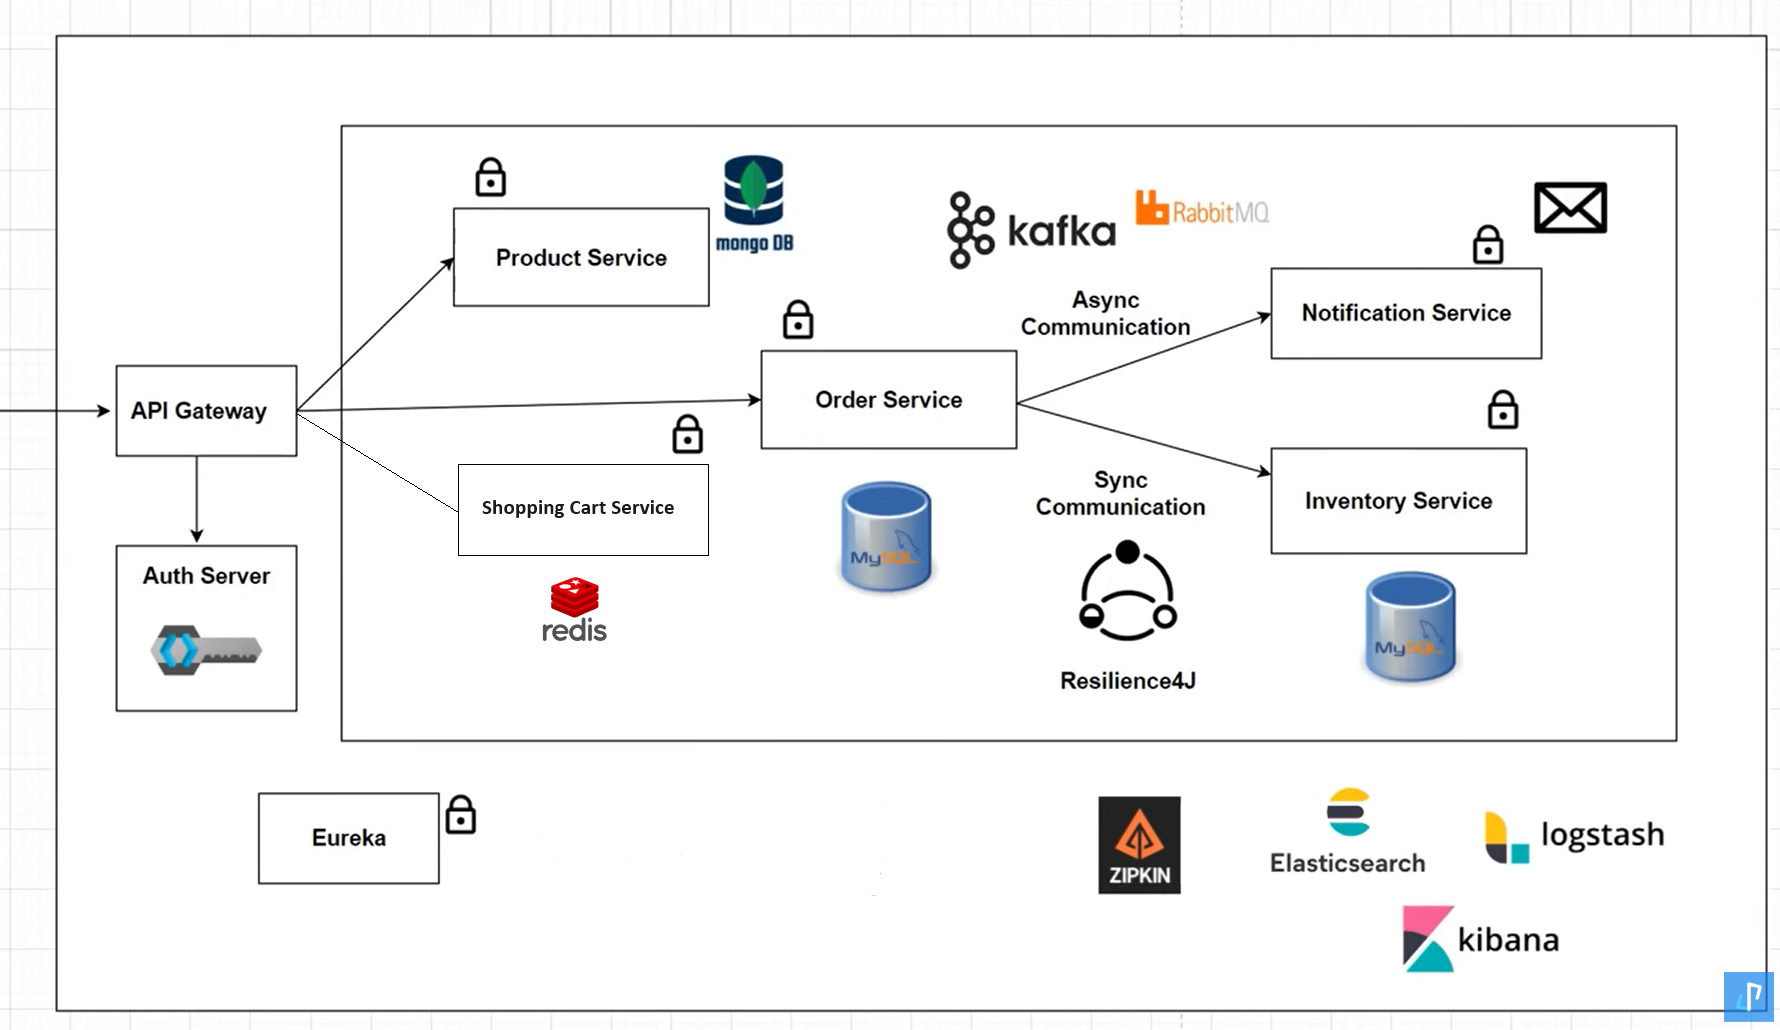 mongo DB
kafka
RabbitMQ
Product Service
Async
Communication
Notification Service
API Gateway
Order Service
Shopping Cart Service
Sync
Communication
Inventory Service
MySQL
Auth Server
redis
MySQL
Resilience4J
Eureka
ZIPKIN
Elasticsearch
logstash
kibana